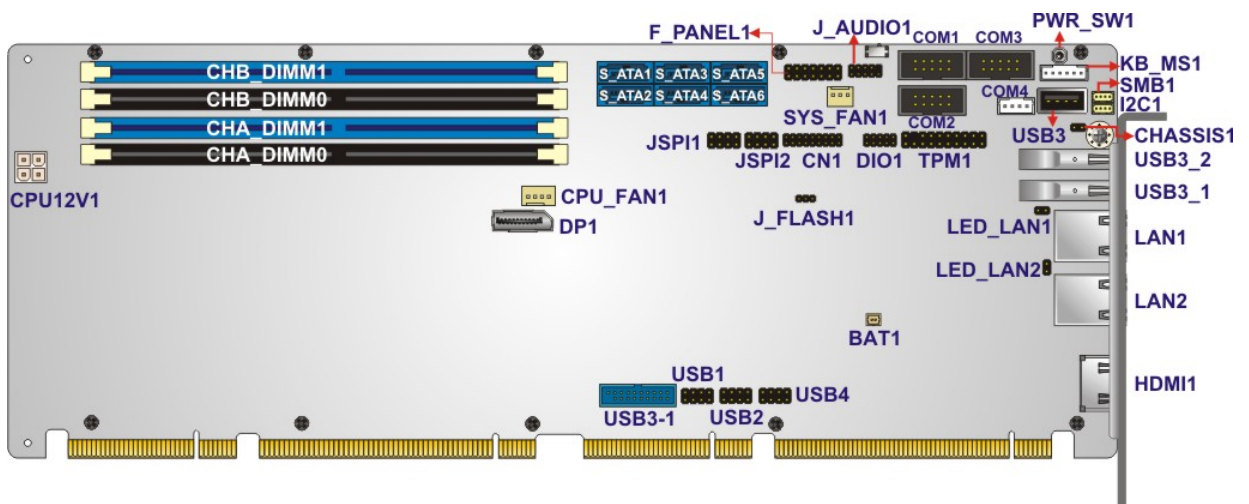 PWR_SW1
F_PANEL1
J_AUDIO1
COM1
COM3
KB_MS1
CHB_DIMM1
S_ATA1
S_ATA3
S_ATA5
SMB1
CHB_DIMM0
S_ATA2
S_ATA4
S_ATA6
COM4
I2C1
SYS_FAN1
COM2
CHA_DIMM1
USB3
CHASSIS1
JSPI1
JSPI2
CN1
DIO1
TPM1
CHA_DIMM0
USB3_2
CPU12V1
CPU_FAN1
USB3_1
DP1
J_FLASH1
LED_LAN1
LAN1
LED_LAN2
LAN2
BAT1
USB1
HDMI1
USB4
USB3-1
USB2